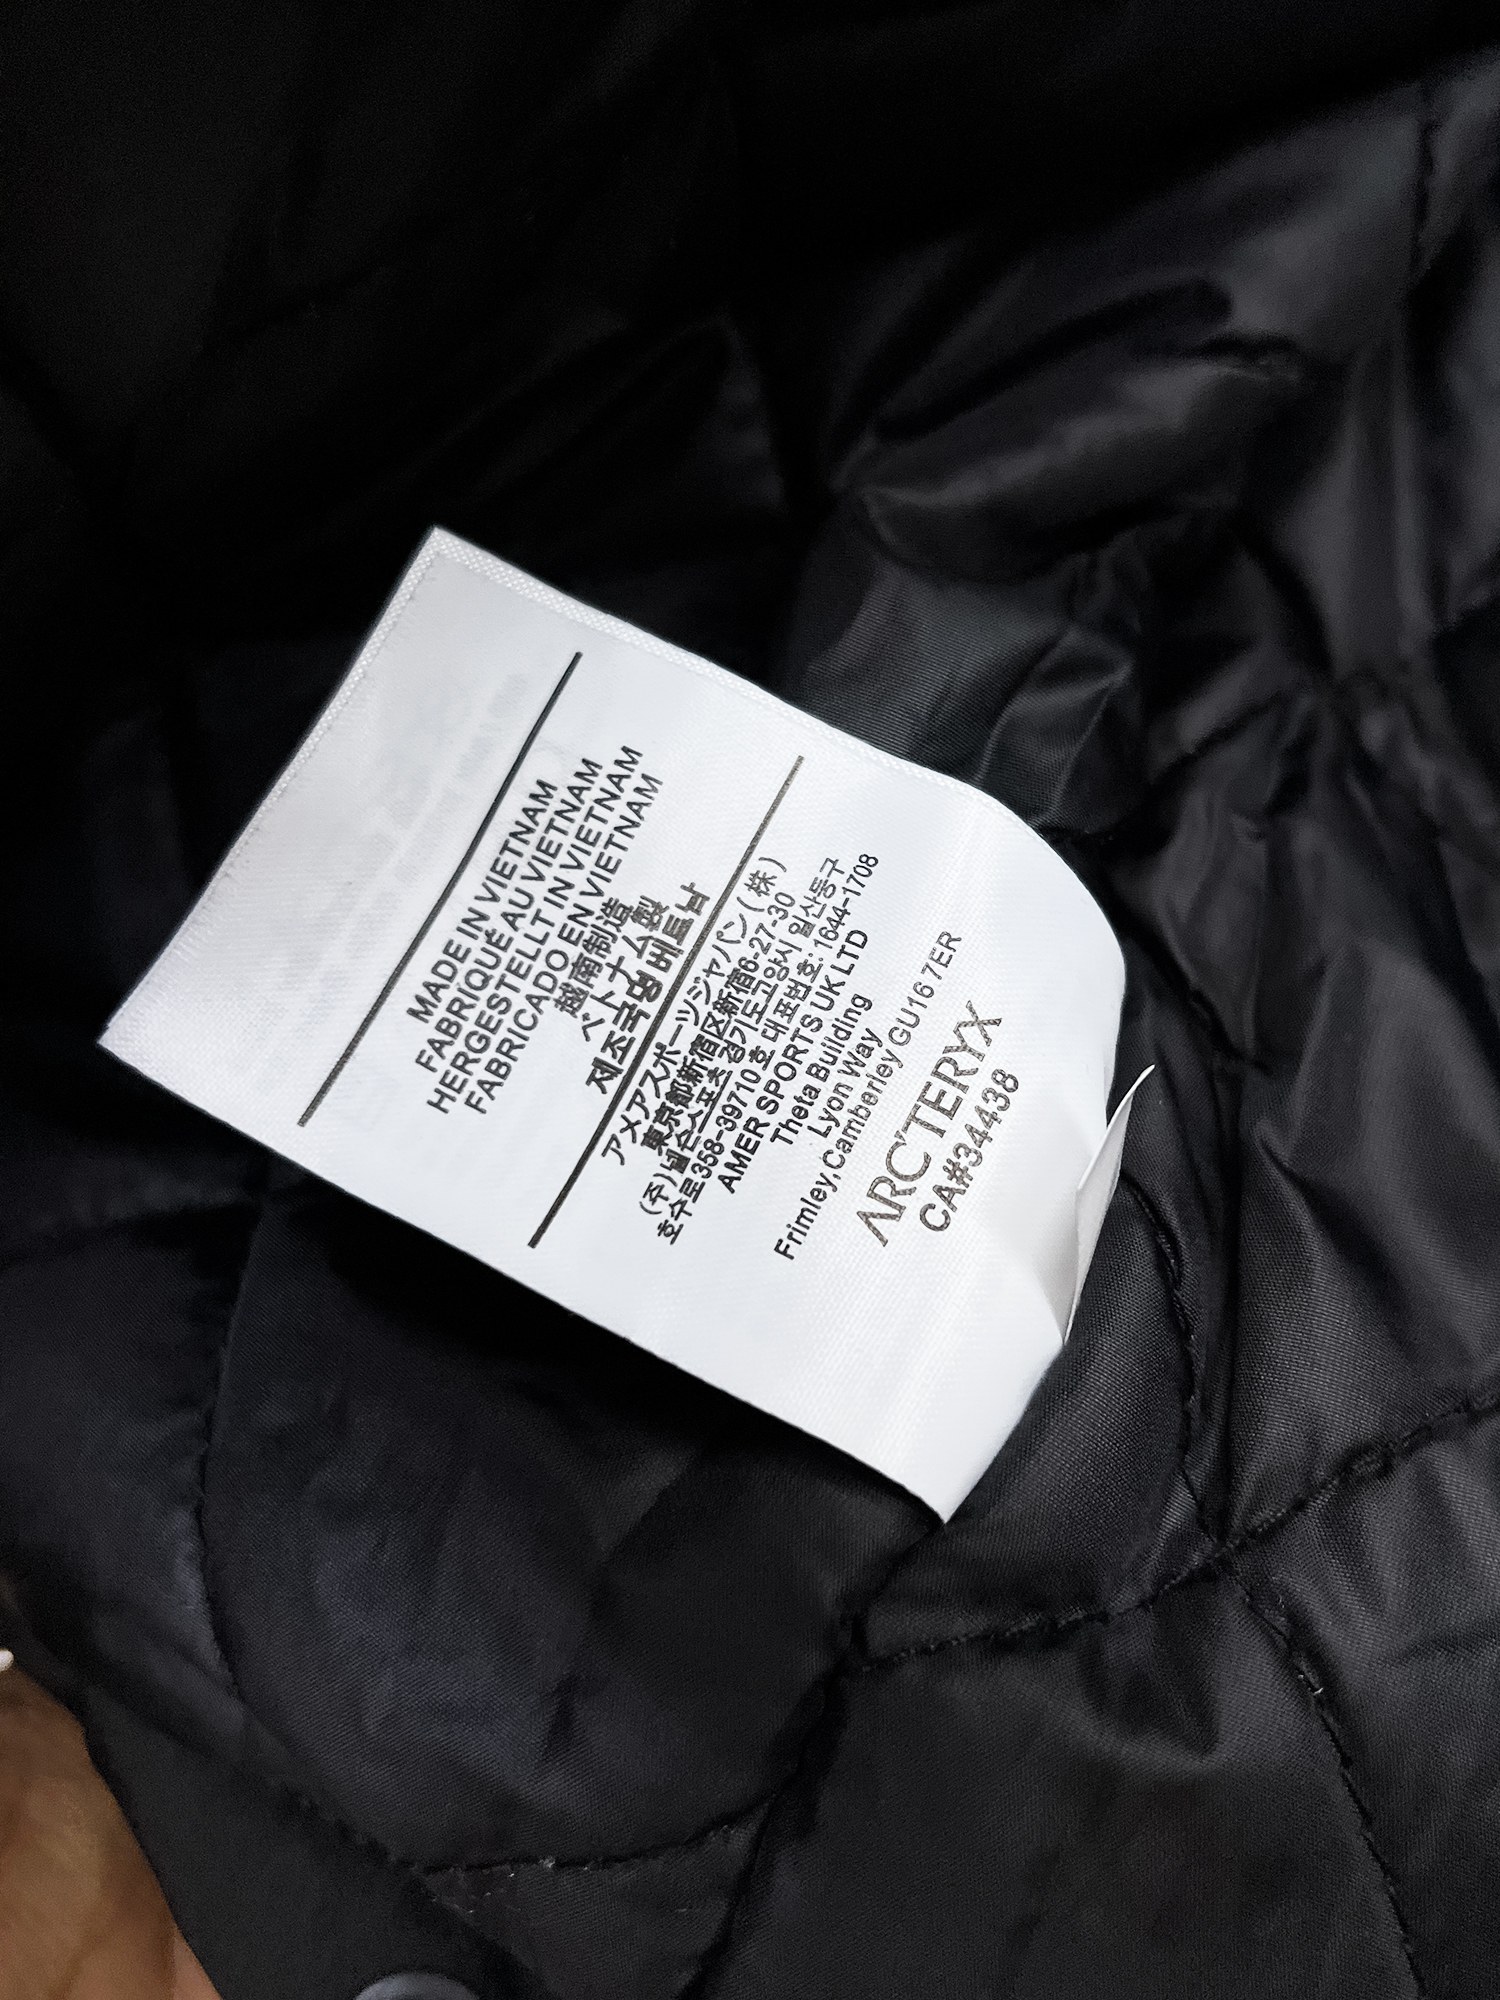 MADE IN VIETNAM
FABRIQUÉ AU VIETNAM
HERGESTELLT IN VIETNAM
FABRICADO EN VIETNAM
越南制造
ベトナム製
제조국명 베트남
アメアスポーツジャパン(株)
東京都新宿区新宿6-27-30
(주)넬슨스포츠 경기도고양시 일산동구
호수로358-39710호 대표번호: 1644-1708
AMER SPORTS UK LTD
Theta Building
Lyon Way
Frimley,Camberley GU167ER
ARC'TERYX
CA#34438